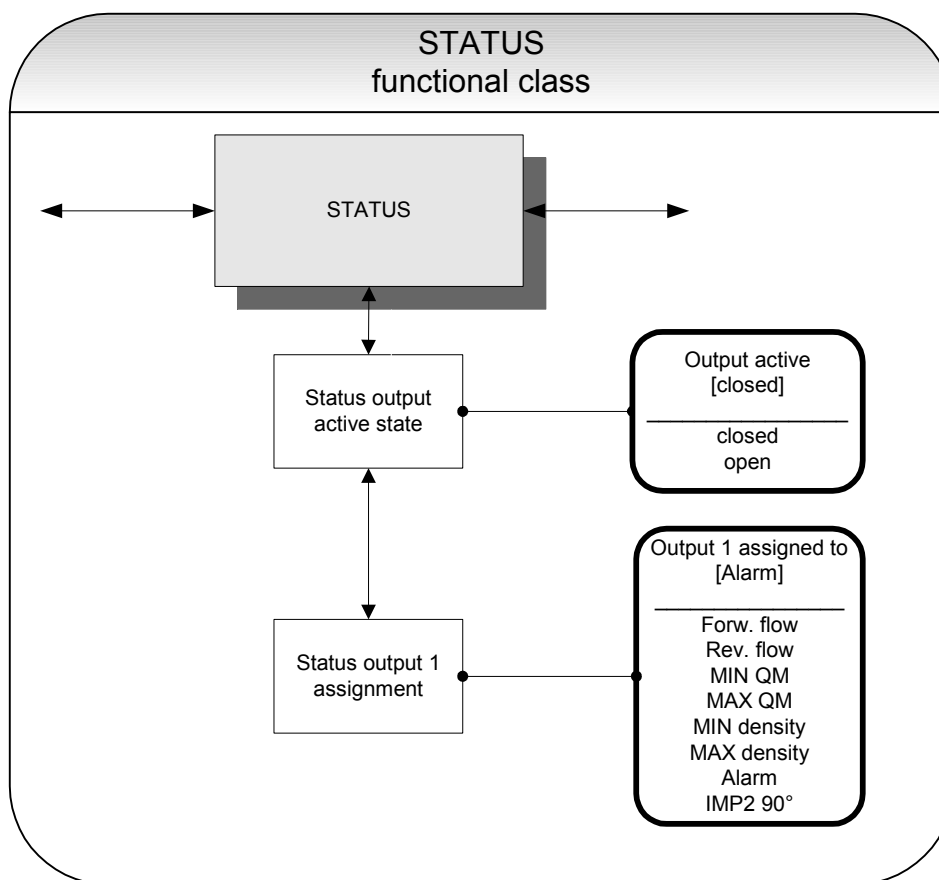 STATUS
functional class
STATUS
Status output
active state
Output active
[closed]
closed
open
Status output 1
assignment
Output 1 assigned to
[Alarm]
Forw. flow
Rev. flow
MIN QM
MAX QM
MIN density
MAX density
Alarm
IMP2 90°